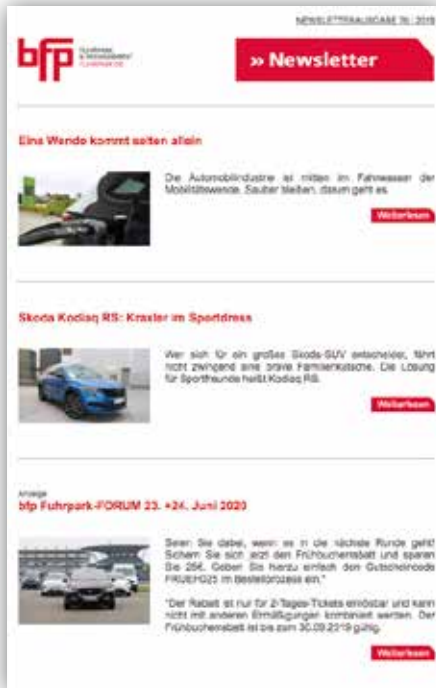 NEWSLETTERAUSGABE 76 | 2019
bfp
FUHRPARK
& MANAGEMENT
» Newsletter
Eine Wende kommt selten allein
Die Automobilindustrie ist mitten im Fahrwasser der
Mobilitätswende. Sauber bleiben, darum geht es.
Weiterlesen
Skoda Kodiaq RS: Kraxler im Sportdress
Wer sich für ein großes Skoda-SUV entscheidet, fährt
nicht zwingend eine brave Familienkutsche. Die Lösung
für Sportfreunde heißt Kodiaq RS.
Weiterlesen
Anzeige
bfp Fuhrpark-FORUM 23. +24. Juni 2020
Seien Sie dabei, wenn es in die nächste Runde geht!
Sichern Sie sich jetzt den Frühbucherrabatt und sparen
Sie 25€. Geben Sie hierzu einfach den Gutscheincode
im Bestellprozess ein.*
*Der Rabatt ist nur für 2-Tages-Tickets einlösbar und kann
nicht mit anderen Ermäßigungen kombiniert werden. Der
Frühbucherrabatt ist bis zum 30.09.2019 gültig.
Weiterlesen